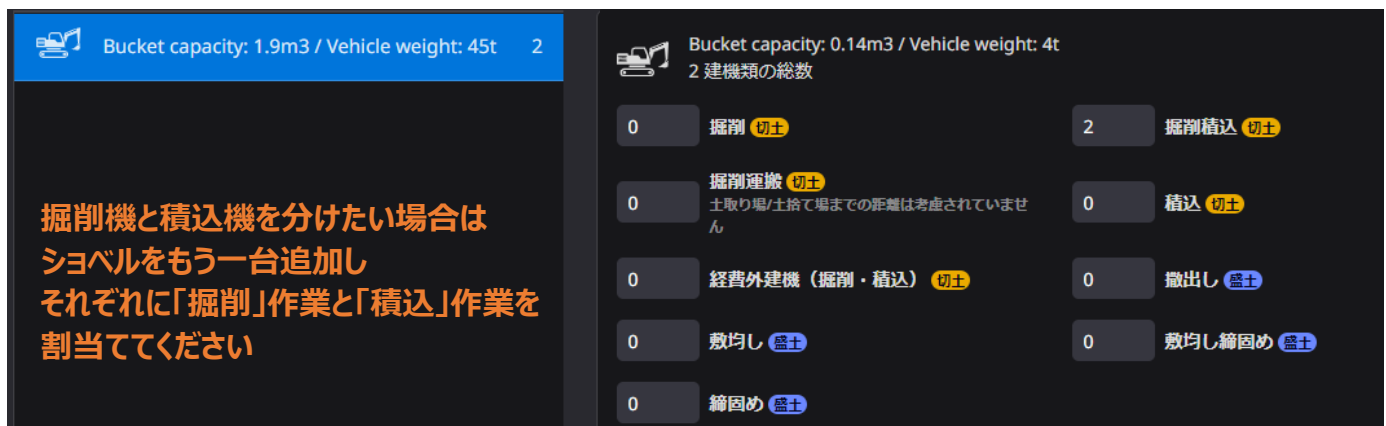 Bucket capacity: 1.9m3 / Vehicle weight: 45t 2
掘削機と積込機を分けたい場合は
ショベルをもう一台追加し
それぞれに「掘削」作業と「積込」作業を
割当ててください
Bucket capacity: 0.14m3 / Vehicle weight: 4t
2 建機類の総数
0 掘削 切土
2 掘削積込 切土
0 掘削運搬 切土
土取り場/土捨て場までの距離は考慮されていませ
ん
0 積込 切土
0 経費外建機（掘削・積込） 切土
0 撒出し 盛土
0 敷均し 盛土
0 敷均し締固め 盛土
0 締固め 盛土